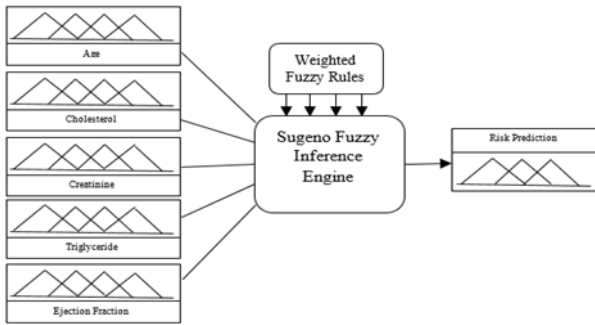 Age
Cholesterol
Creatinine
Triglyceride
Ejection Fraction
Weighted
Fuzzy Rules
Sugeno Fuzzy
Inference
Engine
Risk Prediction